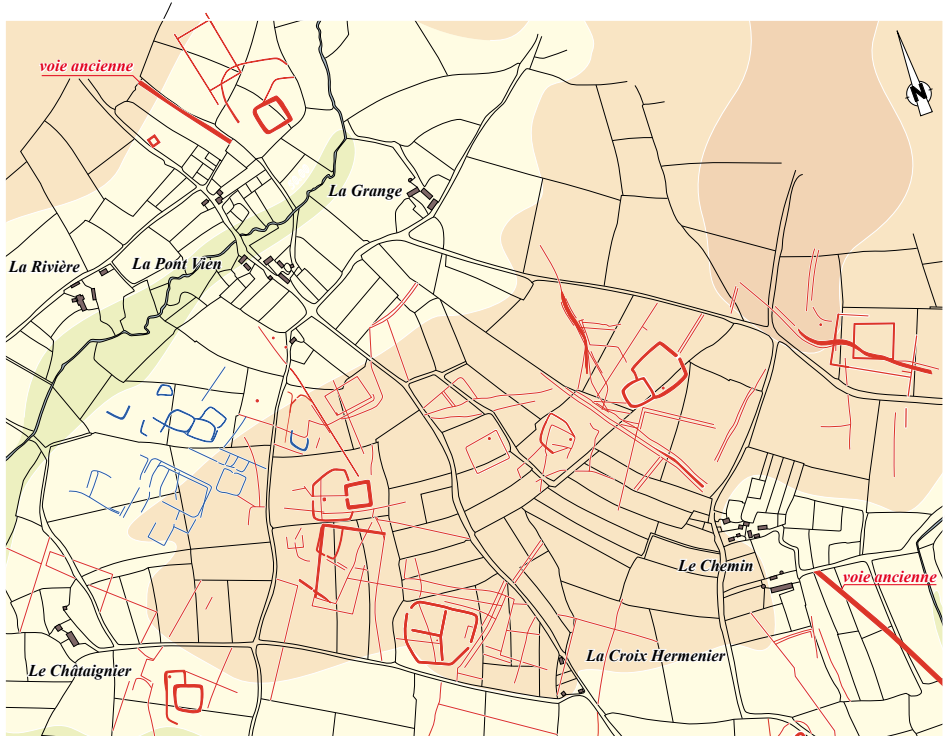 voie ancienne
N
La Grange
La Rivière
La Pont Vien
Le Chemin
voie ancienne
La Croix Hermenier
Le Châtaignier